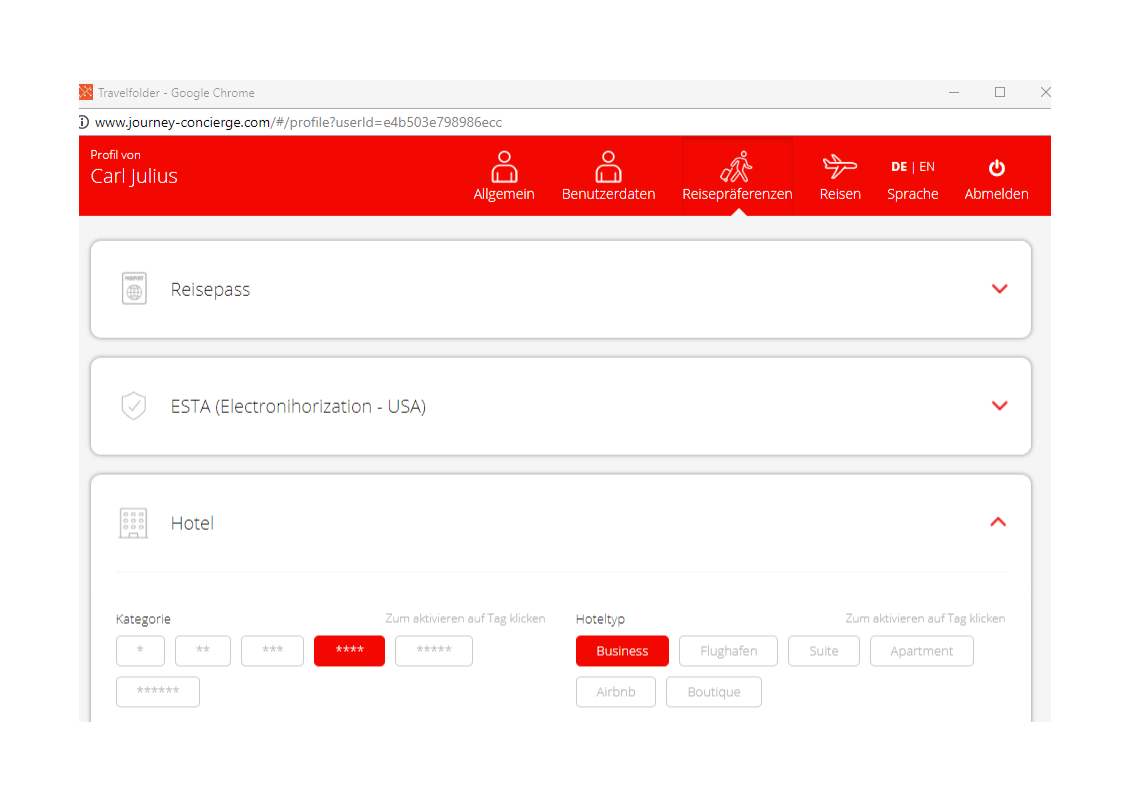 Travelfolder - Google Chrome
www.journey-concierge.com/#/profile?userId=e4b503e798986ecc
Profil von
Carl Julius
Allgemein
Benutzerdaten
Reisepräferenzen
Reisen
DE | EN
Sprache
Abmelden
PASSPORT
Reisepass
ESTA (Electronihorization - USA)
Hotel
Kategorie
Zum aktivieren auf Tag klicken
* ** *** **** *****
******
Hoteltyp
Zum aktivieren auf Tag klicken
Business Flughafen Suite Apartment
Airbnb Boutique